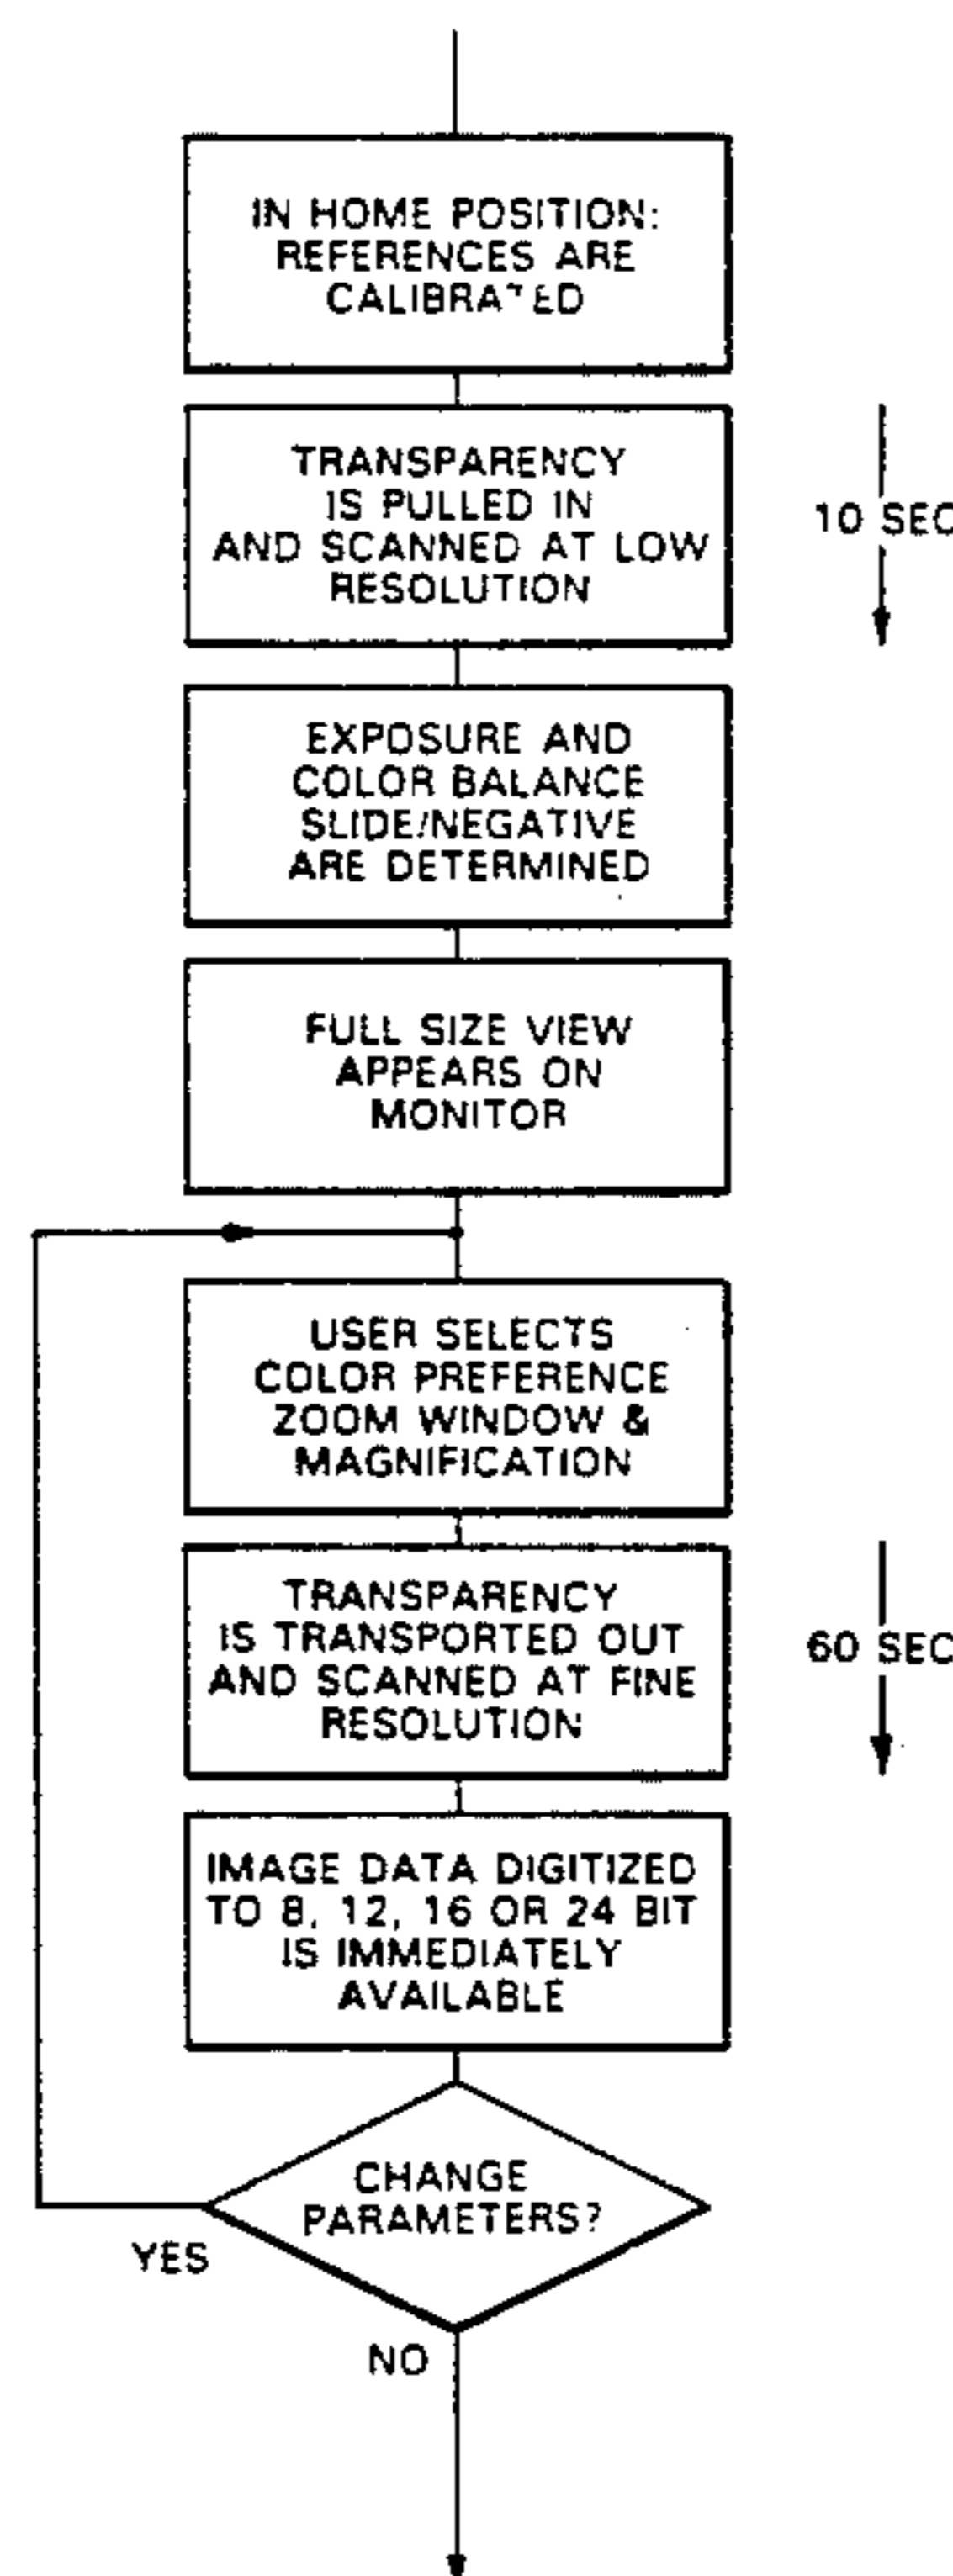 IN HOME POSITION:
REFERENCES ARE
CALIBRATED
TRANSPARENCY
IS PULLED IN
AND SCANNED AT LOW
RESOLUTION
10 SEC
EXPOSURE AND
COLOR BALANCE
SLIDE/NEGATIVE
ARE DETERMINED
FULL SIZE VIEW
APPEARS ON
MONITOR
USER SELECTS
COLOR PREFERENCE
ZOOM WINDOW &
MAGNIFICATION
TRANSPARENCY
IS TRANSPORTED OUT
AND SCANNED AT FINE
RESOLUTION
60 SEC
IMAGE DATA DIGITIZED
TO 8, 12, 16 OR 24 BIT
IS IMMEDIATELY
AVAILABLE
CHANGE
PARAMETERS?
YES
NO